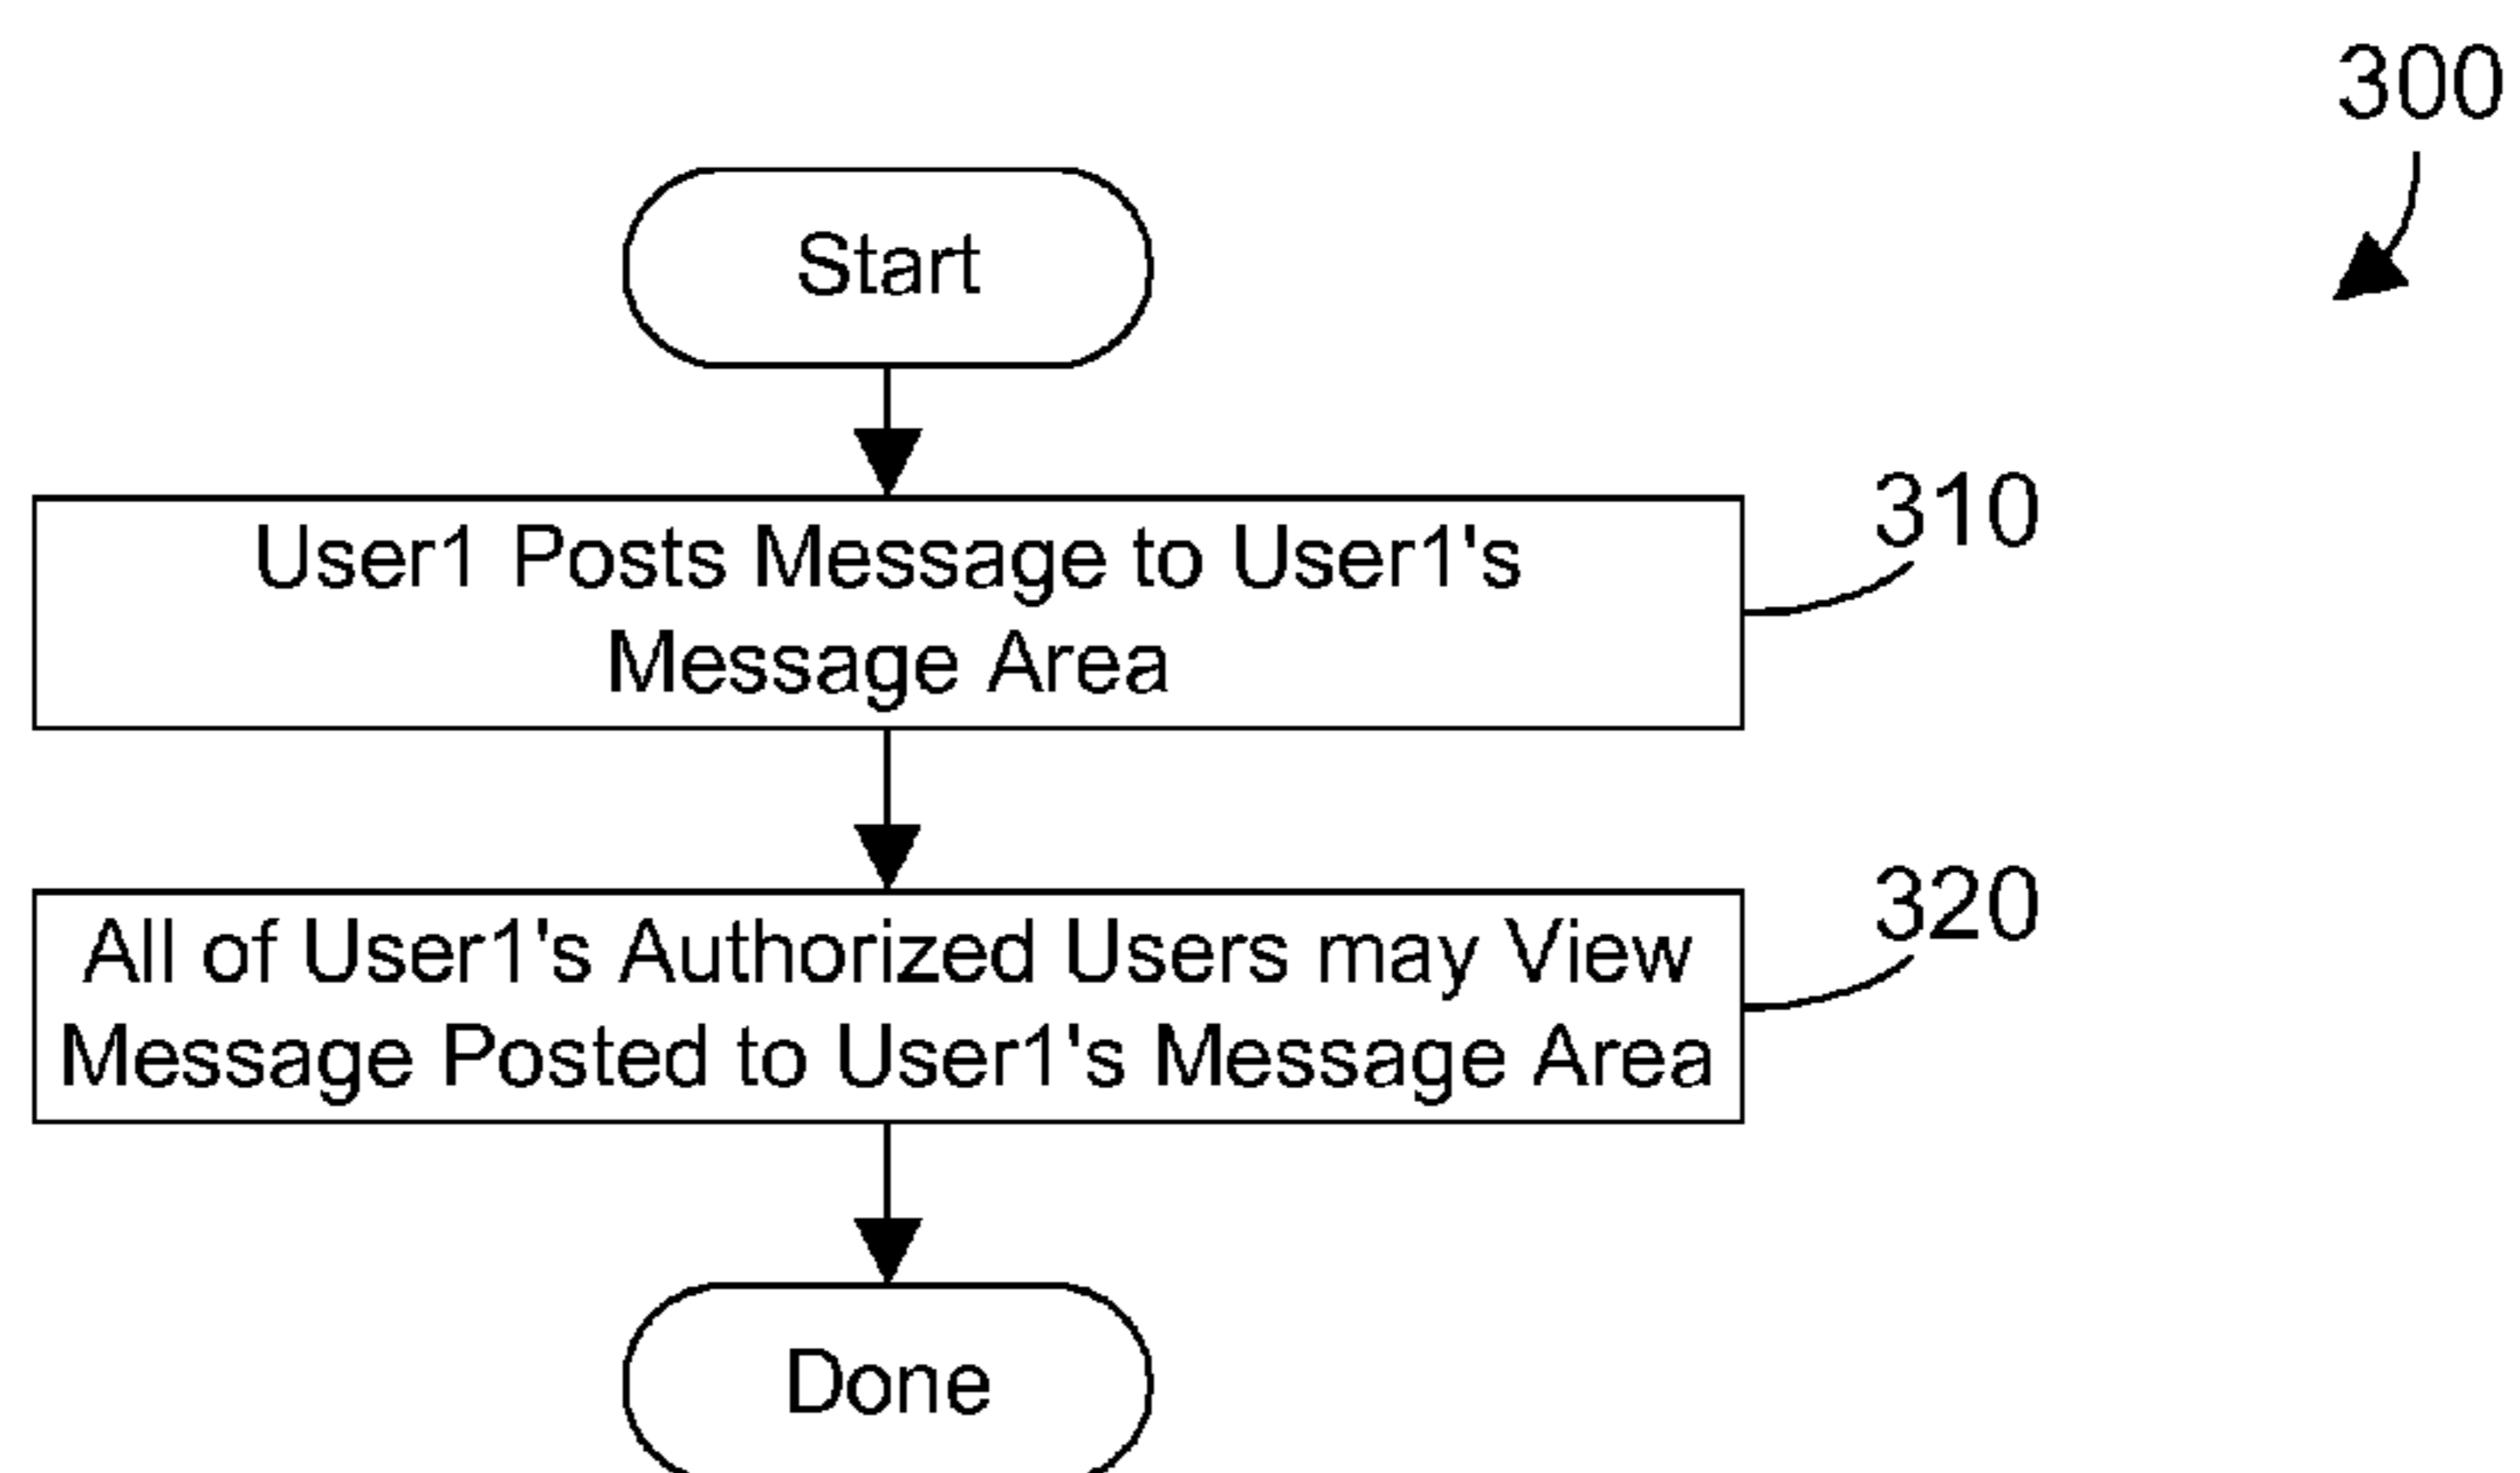 300
Start
User1 Posts Message to User1's
Message Area
310
All of User1's Authorized Users may View
Message Posted to User1's Message Area
320
Done